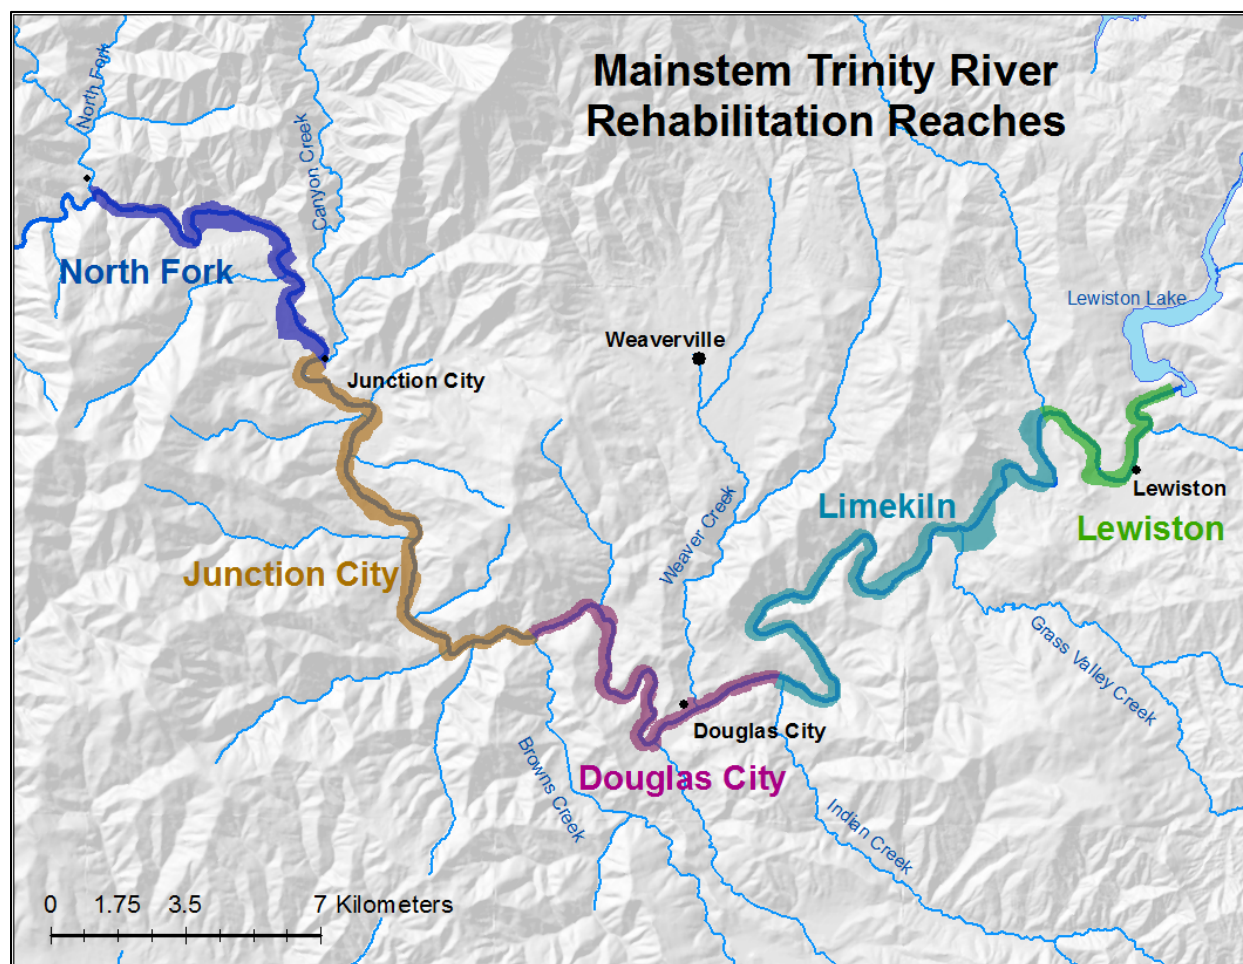 Mainstem Trinity River
Rehabilitation Reaches
North Fork
Canyon Creek
North Fork
Lewiston Lake
Weaverville
Junction City
Lewiston
Limekiln
Lewiston
Weaver Creek
Junction City
Grass Valley Creek
Douglas City
Douglas City
Browns Creek
Indian Creek
0 1.75 3.5 7 Kilometers